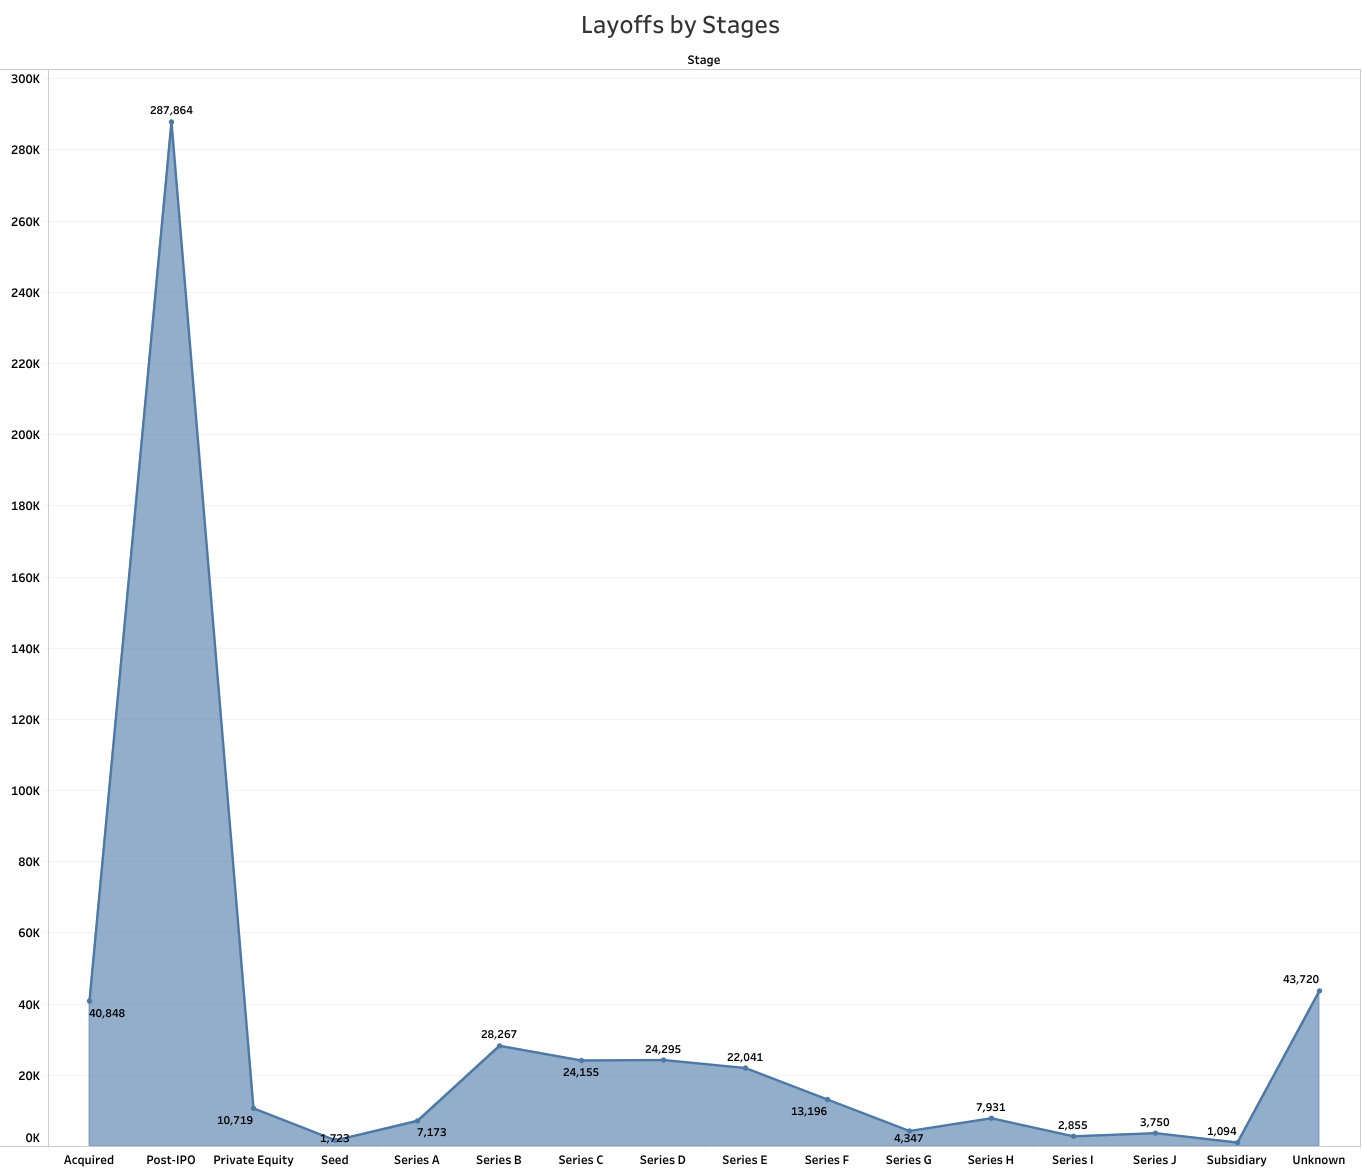 Layoffs by Stages
Stage
300K
280K
260K
240K
220K
200K
180K
160K
140K
120K
100K
80K
60K
40K
20K
0K
287,864
40,848
10,719
1,723
7,173
28,267
24,155
24,295
22,041
13,196
4,347
7,931
2,855
3,750
1,094
43,720
Acquired
Post-IPO
Private Equity
Seed
Series A
Series B
Series C
Series D
Series E
Series F
Series G
Series H
Series I
Series J
Subsidiary
Unknown